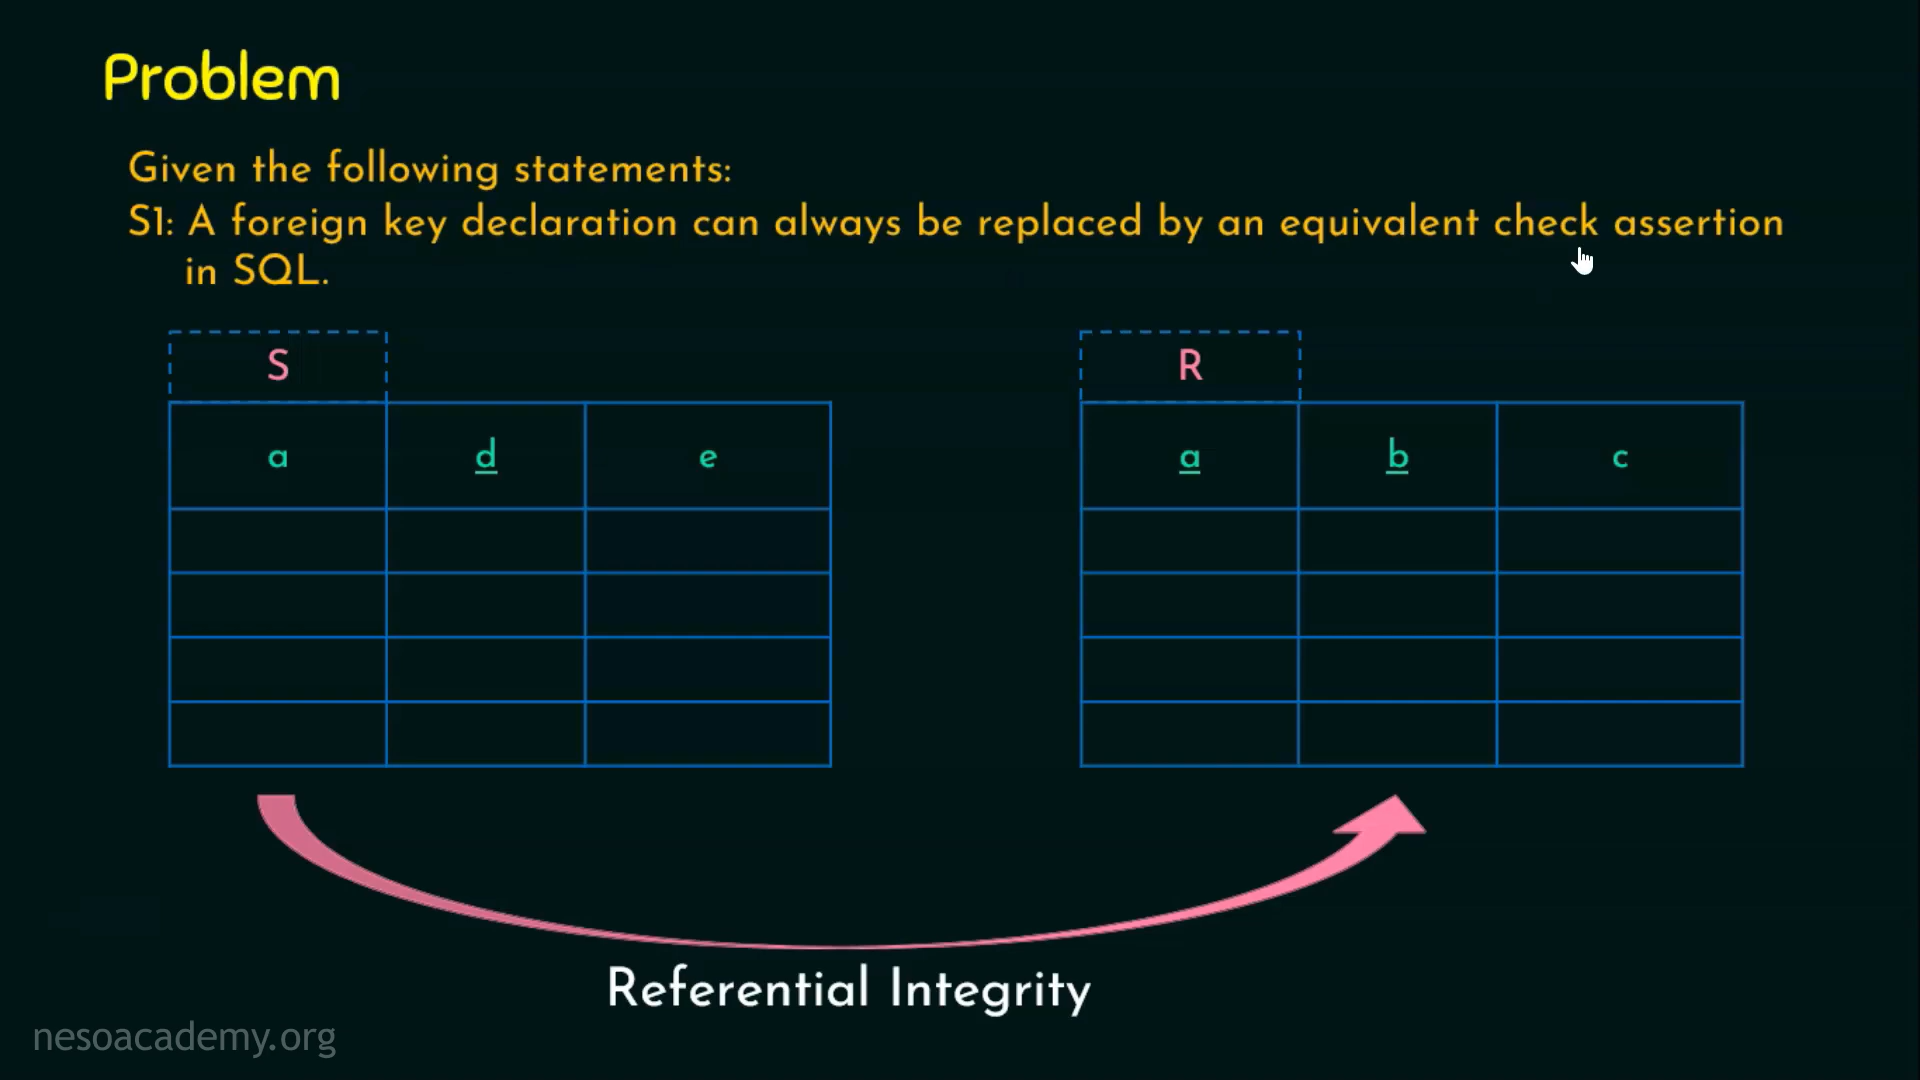 Problem
Given the following statements:
S1: A foreign key declaration can always be replaced by an equivalent check assertion
in SQL.
S R
a d e a b c
Referential Integrity
nesoacademy.org